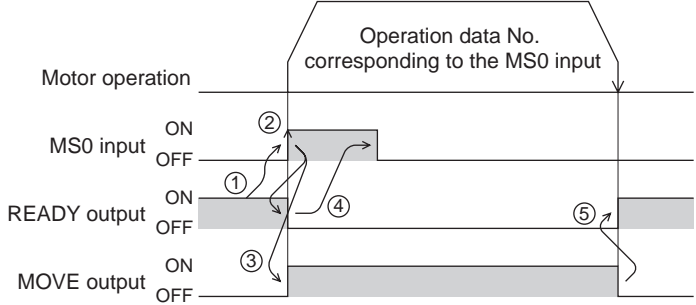 Operation data No.
corresponding to the MS0 input
Motor operation
MS0 input
ON
OFF
②
①
READY output
ON
OFF
④
⑤
③
MOVE output
ON
OFF